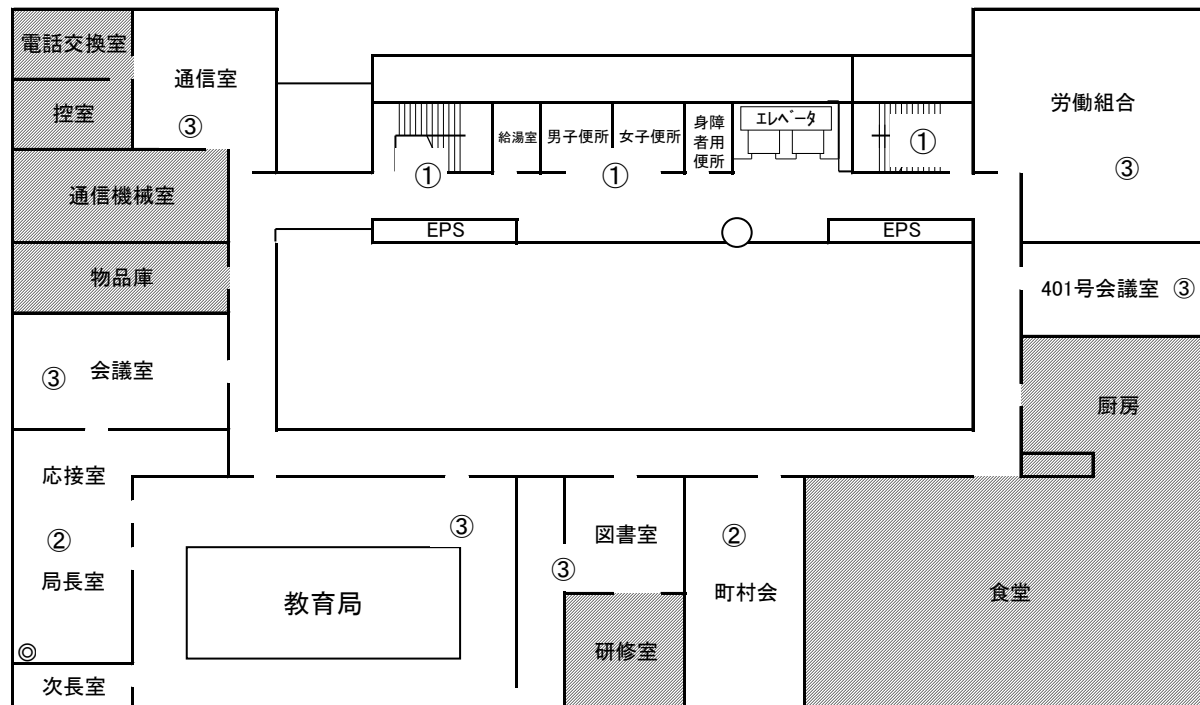 電話交換室
通信室
③
控室
通信機械室
物品庫
③
会議室
応接室
②
局長室
◎
次長室
①
給湯室
男子便所
女子便所
①
身障
者用
便所
エレベータ
①
EPS
EPS
労働組合
③
401号会議室 ③
厨房
③
教育局
図書室
③
研修室
②
町村会
食堂